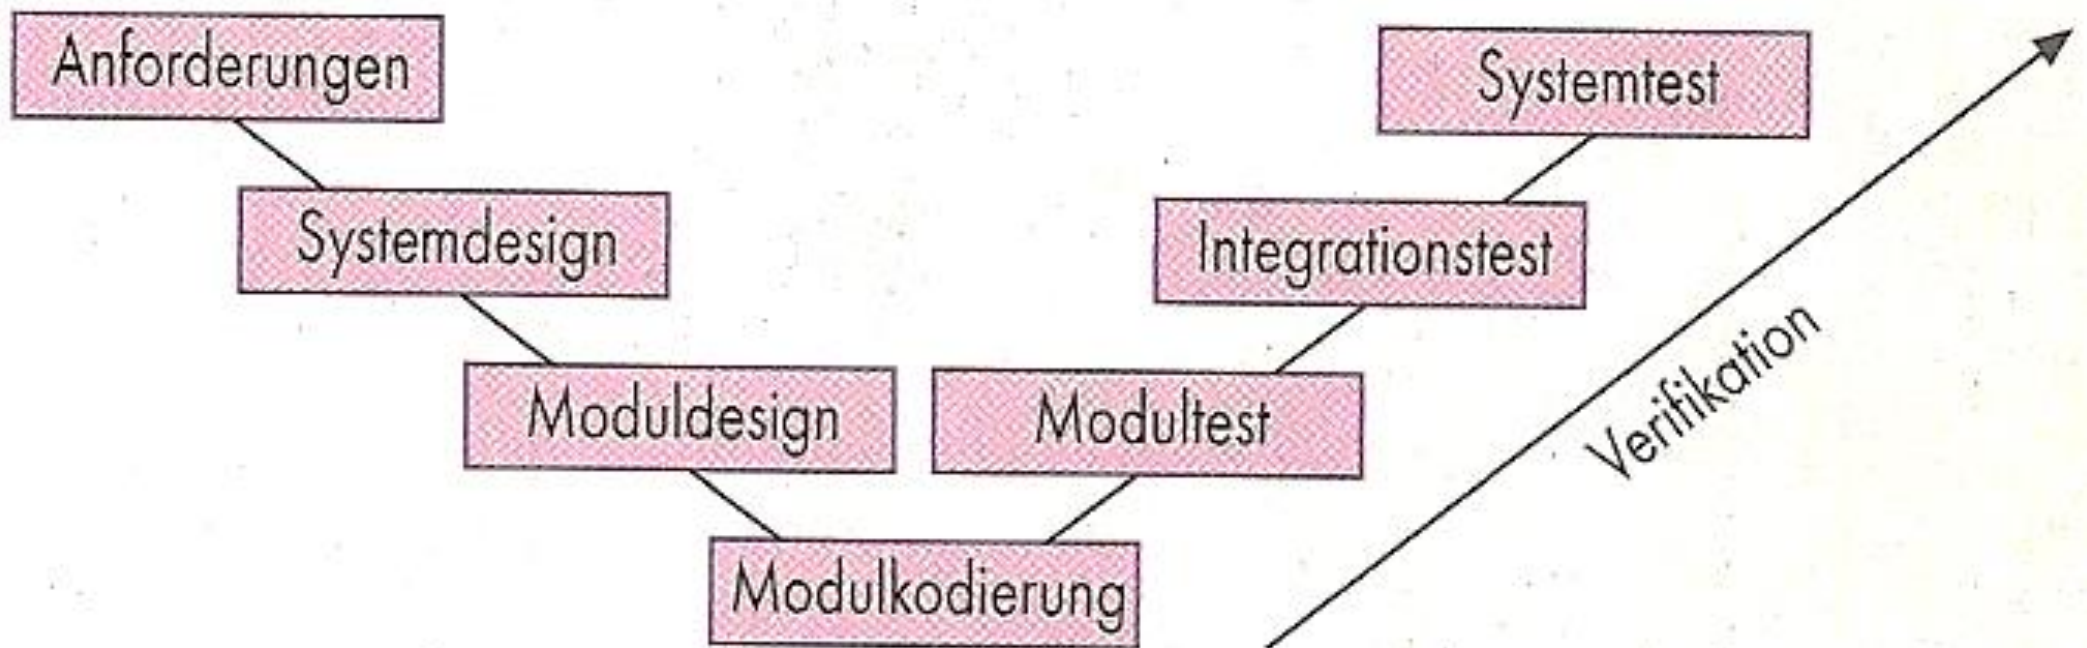 Anforderungen
Systemtest
Systemdesign
Integrationstest
Moduldesign
Modultest
Modulkodierung
Verifikation